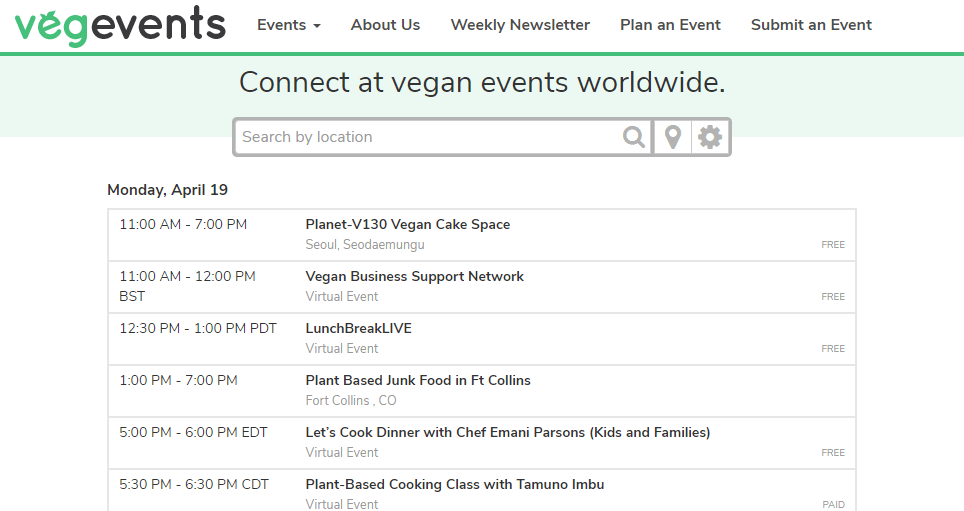 vegevents
Events
About Us
Weekly Newsletter
Plan an Event
Submit an Event
Connect at vegan events worldwide.
Search by location
Monday, April 19
11:00 AM - 7:00 PM
Planet-V130 Vegan Cake Space
Seoul, Seodaemungu
FREE
11:00 AM - 12:00 PM
BST
Vegan Business Support Network
Virtual Event
FREE
12:30 PM - 1:00 PM PDT
LunchBreakLIVE
Virtual Event
FREE
1:00 PM - 7:00 PM
Plant Based Junk Food in Ft Collins
Fort Collins , CO
5:00 PM - 6:00 PM EDT
Let’s Cook Dinner with Chef Emani Parsons (Kids and Families)
Virtual Event
FREE
5:30 PM - 6:30 PM CDT
Plant-Based Cooking Class with Tamuno Imbu
Virtual Event
PAID